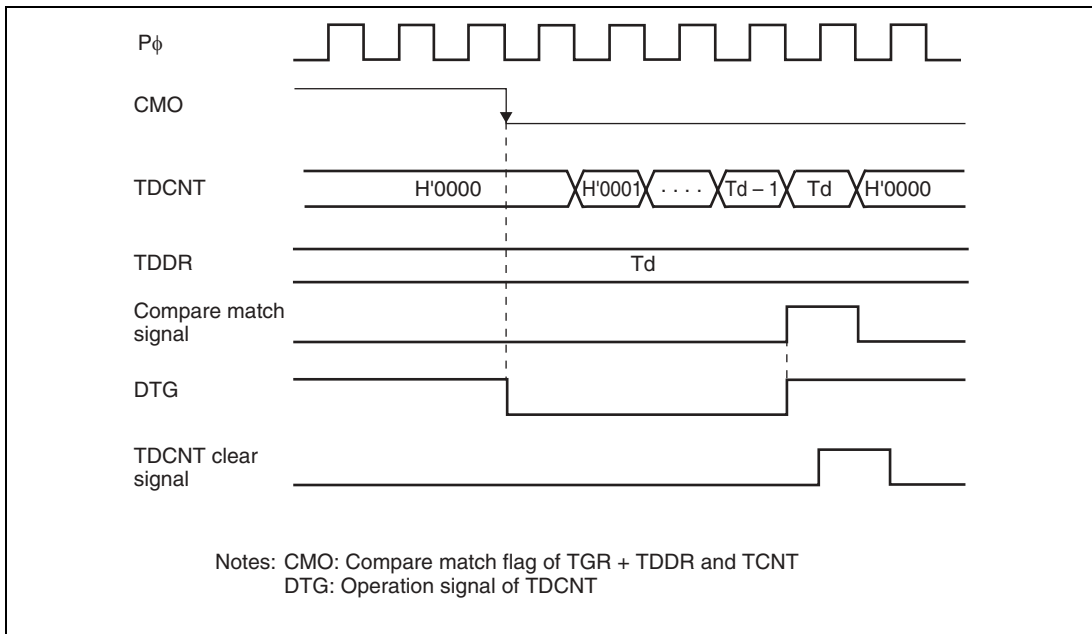 Pϕ
CMO
TDCNT
H'0000 H'0001 · · · · Td – 1 Td H'0000
TDDR
Td
Compare match
signal
DTG
TDCNT clear
signal
Notes: CMO: Compare match flag of TGR + TDDR and TCNT
DTG: Operation signal of TDCNT